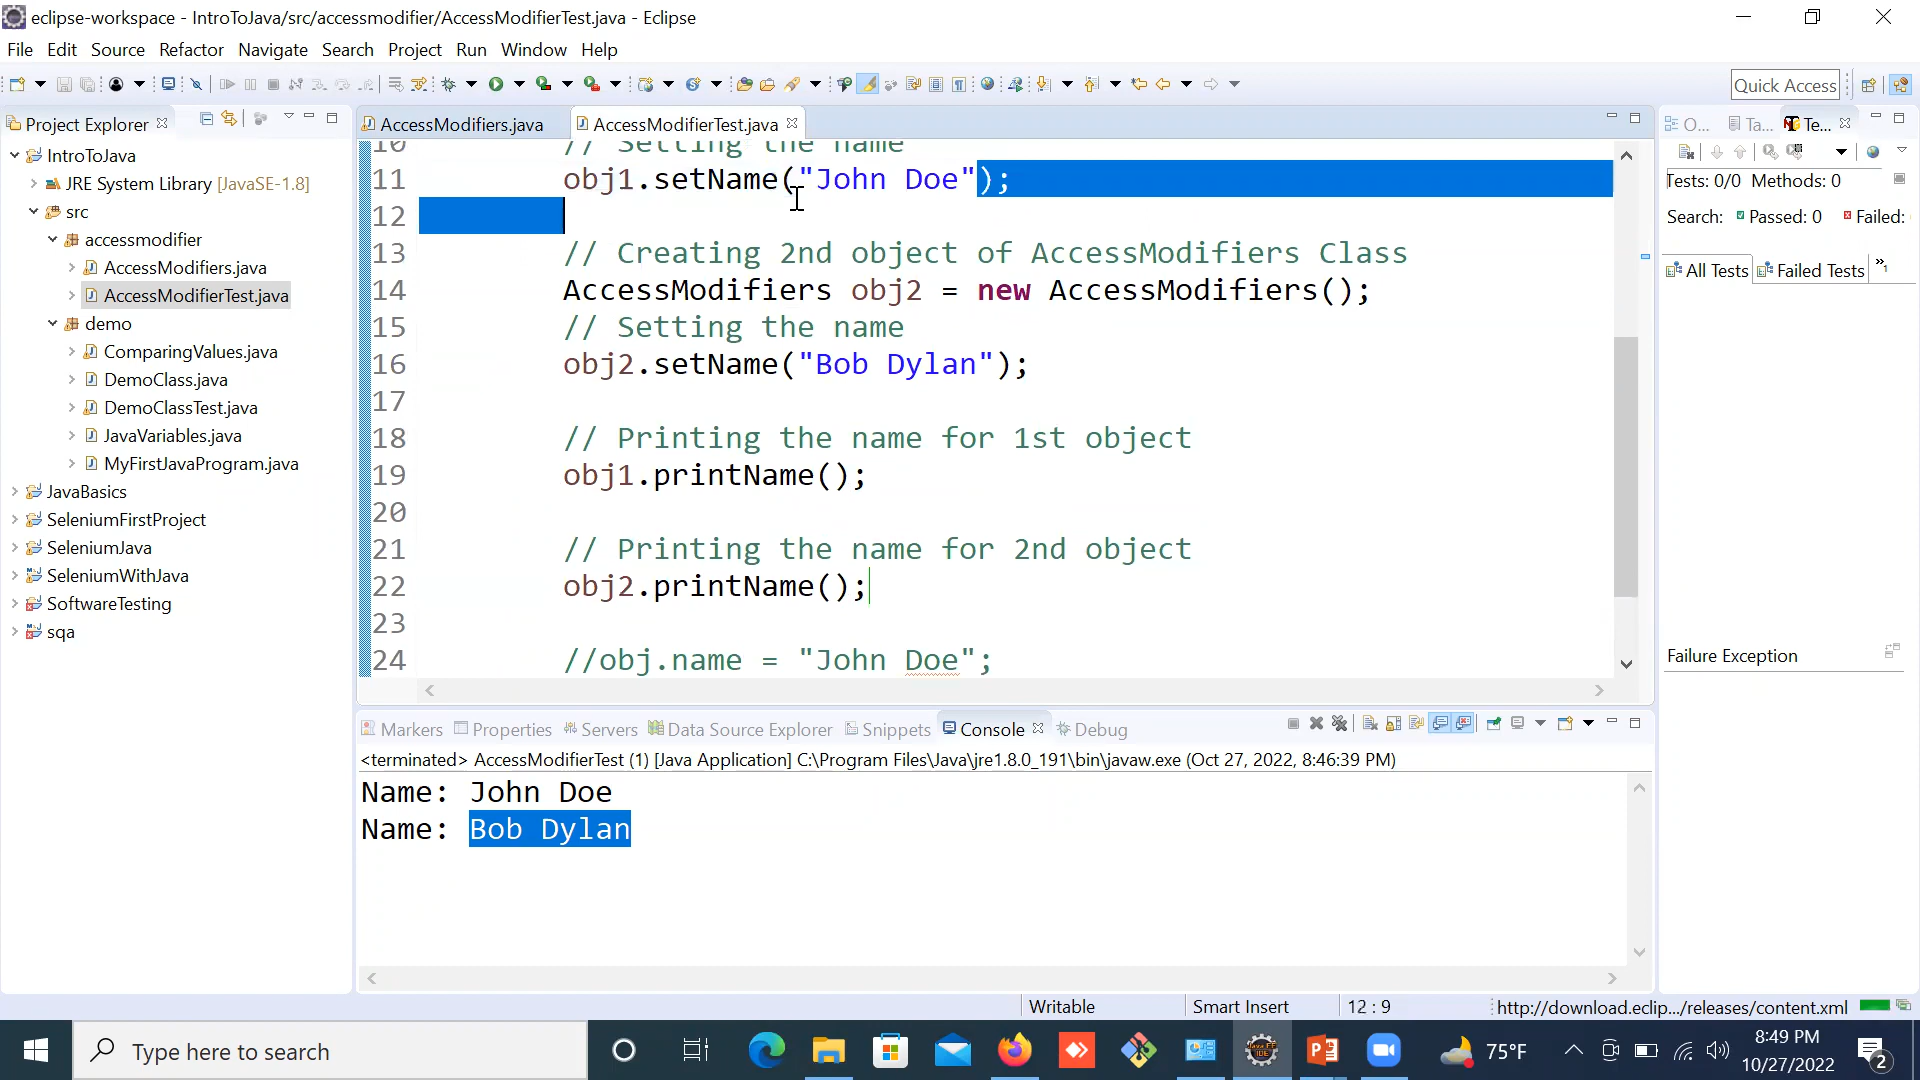 eclipse-workspace - IntroToJava/src/accessmodifier/AccessModifierTest.java - Eclipse
File Edit Source Refactor Navigate Search Project Run Window Help
Quick Access
Project Explorer
IntroToJava
JRE System Library [JavaSE-1.8]
src
accessmodifier
AccessModifiers.java
AccessModifierTest.java
demo
ComparingValues.java
DemoClass.java
DemoClassTest.java
JavaVariables.java
MyFirstJavaProgram.java
JavaBasics
SeleniumFirstProject
SeleniumJava
SeleniumWithJava
SoftwareTesting
sqa
AccessModifiers.java AccessModifierTest.java
10 // Setting the name
11 obj1.setName("John Doe");
12
13 // Creating 2nd object of AccessModifiers Class
14 AccessModifiers obj2 = new AccessModifiers();
15 // Setting the name
16 obj2.setName("Bob Dylan");
17
18 // Printing the name for 1st object
19 obj1.printName();
20
21 // Printing the name for 2nd object
22 obj2.printName();
23
24 //obj.name = "John Doe";
O... Ta... Te...
Tests: 0/0 Methods: 0
Search: Passed: 0 Failed:
All Tests Failed Tests »1
Failure Exception
Markers Properties Servers Data Source Explorer Snippets Console Debug
<terminated> AccessModifierTest (1) [Java Application] C:\Program Files\Java\jre1.8.0_191\bin\javaw.exe (Oct 27, 2022, 8:46:39 PM)
Name: John Doe
Name: Bob Dylan
Writable Smart Insert 12 : 9 http://download.eclip.../releases/content.xml
Type here to search
75°F
8:49 PM
10/27/2022
2